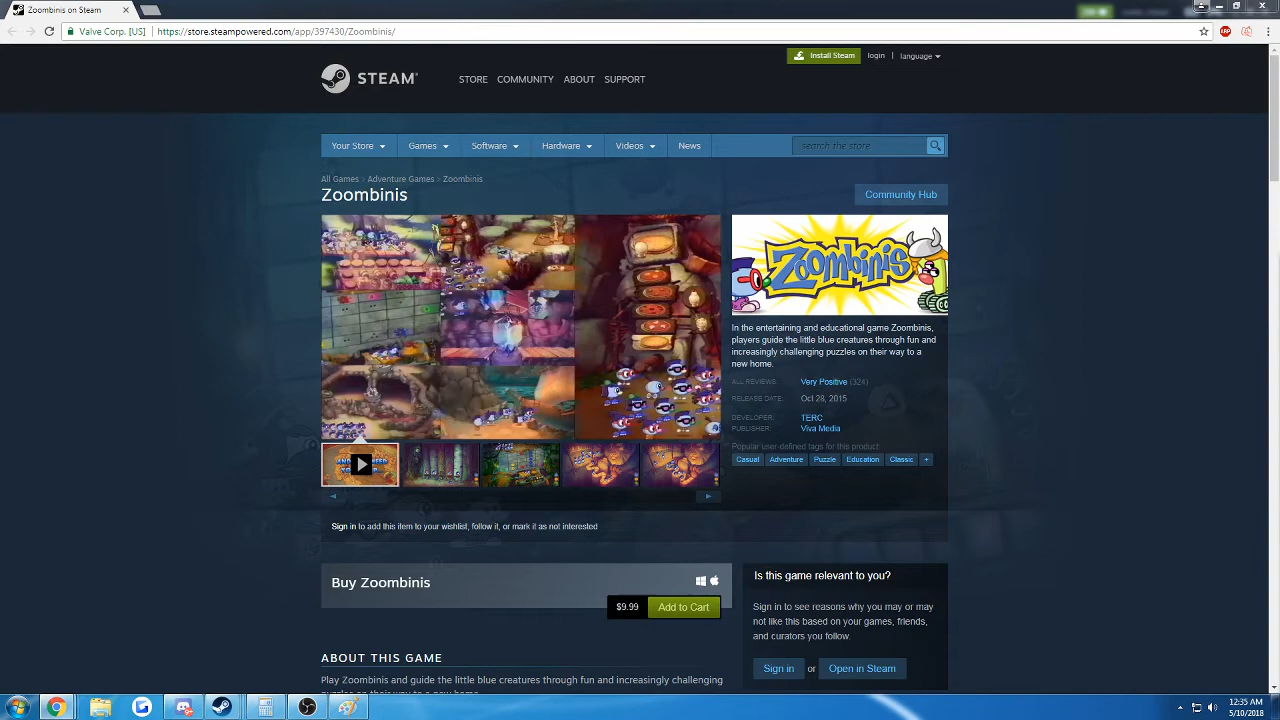 Zoombinis on Steam
Valve Corp. [US] https://store.steampowered.com/app/397430/Zoombinis/
ABP
Install Steam login | language
STEAM® STORE COMMUNITY ABOUT SUPPORT
Your Store Games Software Hardware Videos News search the store
All Games > Adventure Games > Zoombinis
Zoombinis
Community Hub
Zoombinis
In the entertaining and educational game Zoombinis,
players guide the little blue creatures through fun and
increasingly challenging puzzles on their way to a
new home.
ALL REVIEWS: Very Positive (324)
RELEASE DATE: Oct 28, 2015
DEVELOPER: TERC
PUBLISHER: Viva Media
Popular user-defined tags for this product:
Casual Adventure Puzzle Education Classic +
Sign in to add this item to your wishlist, follow it, or mark it as not interested
Buy Zoombinis
$9.99 Add to Cart
Is this game relevant to you?
Sign in to see reasons why you may or may
not like this based on your games, friends,
and curators you follow.
Sign in or Open in Steam
ABOUT THIS GAME
Play Zoombinis and guide the little blue creatures through fun and increasingly challenging
puzzles on their way to a new home.
12:35 AM
5/10/2018